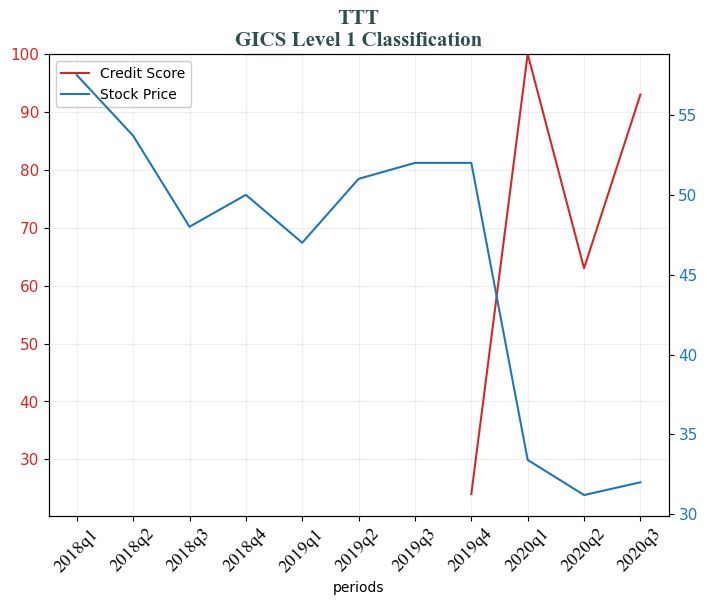 TTT
GICS Level 1 Classification
Credit Score
Stock Price
100
90
80
70
60
50
40
30
55
50
45
40
35
30
2018q1
2018q2
2018q3
2018q4
2019q1
2019q2
2019q3
2019q4
2020q1
2020q2
2020q3
periods